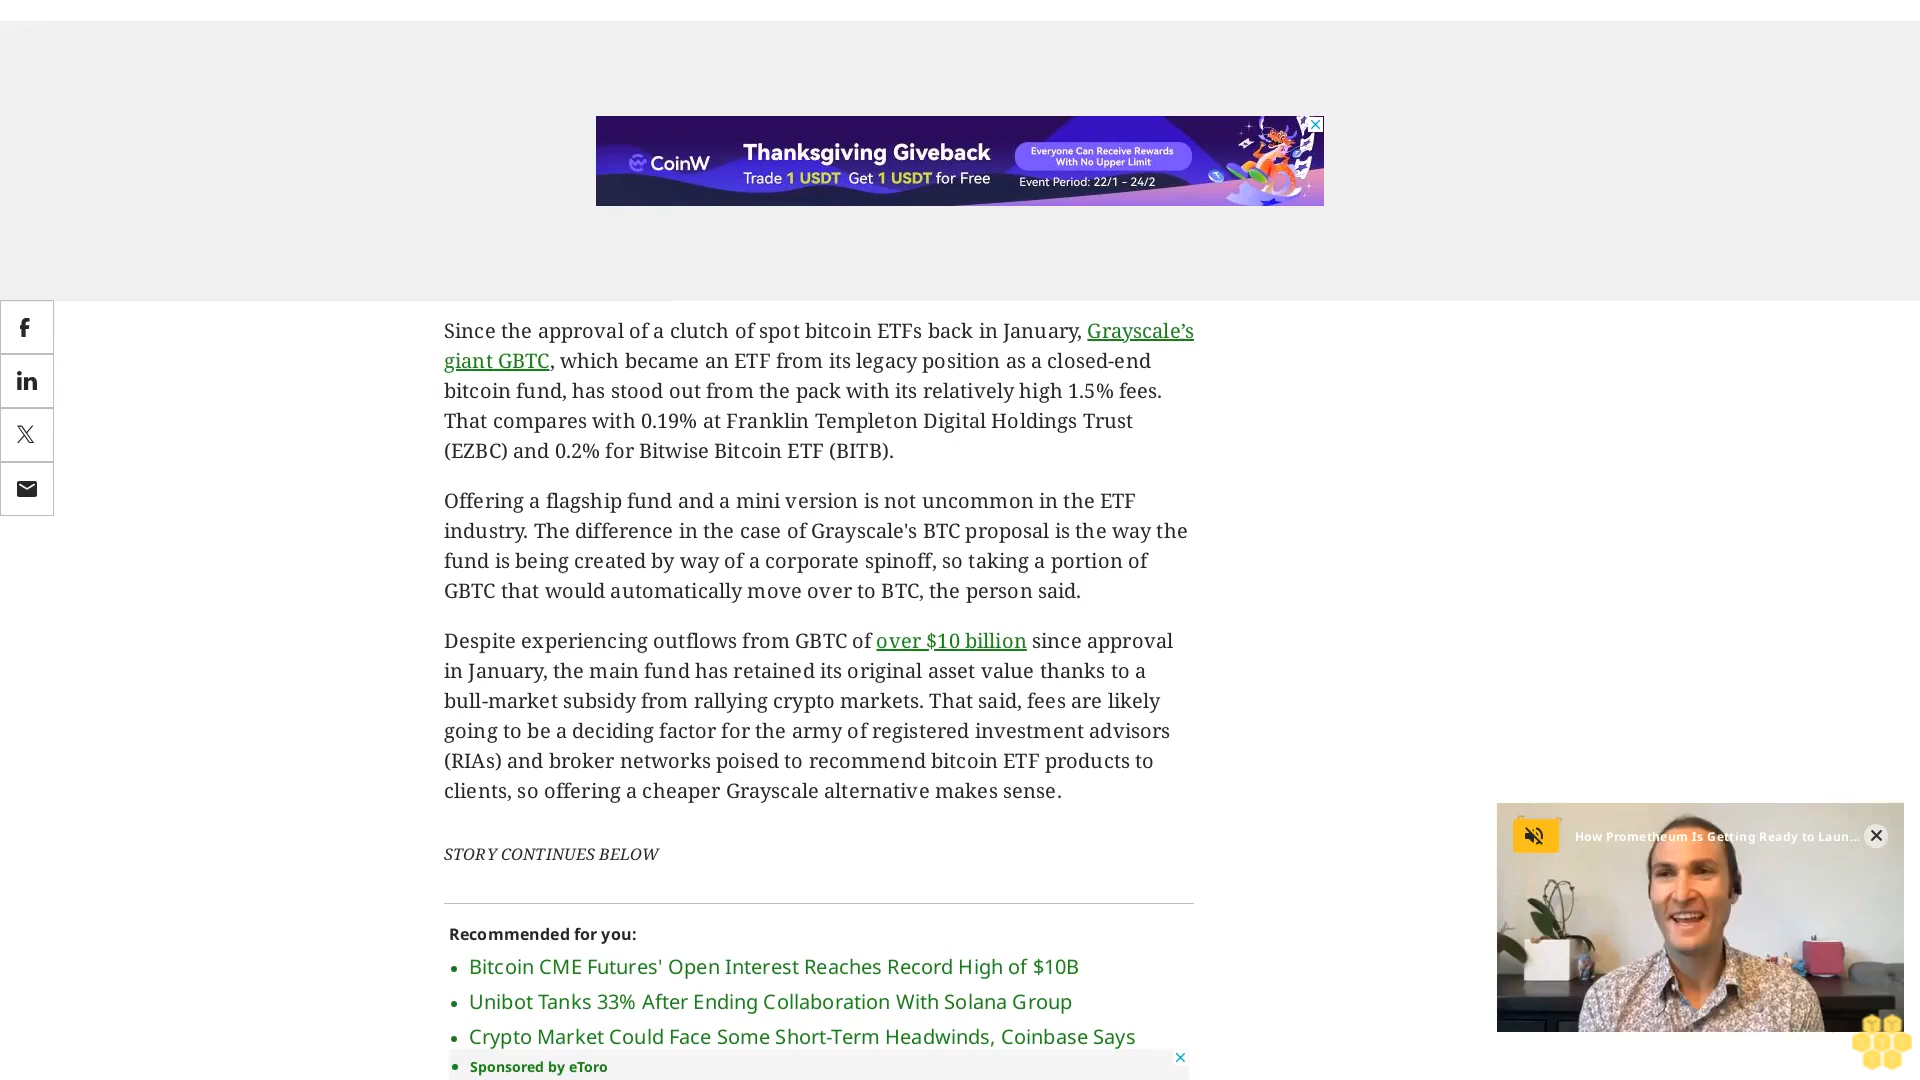 CoinW
Thanksgiving Giveback
Trade 1 USDT Get 1 USDT for Free
Everyone Can Receive Rewards
With No Upper Limit
Event Period: 22/1 - 24/2
Since the approval of a clutch of spot bitcoin ETFs back in January, Grayscale’s
giant GBTC, which became an ETF from its legacy position as a closed-end
bitcoin fund, has stood out from the pack with its relatively high 1.5% fees.
That compares with 0.19% at Franklin Templeton Digital Holdings Trust
(EZBC) and 0.2% for Bitwise Bitcoin ETF (BITB).
Offering a flagship fund and a mini version is not uncommon in the ETF
industry. The difference in the case of Grayscale's BTC proposal is the way the
fund is being created by way of a corporate spinoff, so taking a portion of
GBTC that would automatically move over to BTC, the person said.
Despite experiencing outflows from GBTC of over $10 billion since approval
in January, the main fund has retained its original asset value thanks to a
bull-market subsidy from rallying crypto markets. That said, fees are likely
going to be a deciding factor for the army of registered investment advisors
(RIAs) and broker networks poised to recommend bitcoin ETF products to
clients, so offering a cheaper Grayscale alternative makes sense.
STORY CONTINUES BELOW
Recommended for you:
• Bitcoin CME Futures' Open Interest Reaches Record High of $10B
• Unibot Tanks 33% After Ending Collaboration With Solana Group
• Crypto Market Could Face Some Short-Term Headwinds, Coinbase Says
• Sponsored by eToro
How Prometheum Is Getting Ready to Laun...